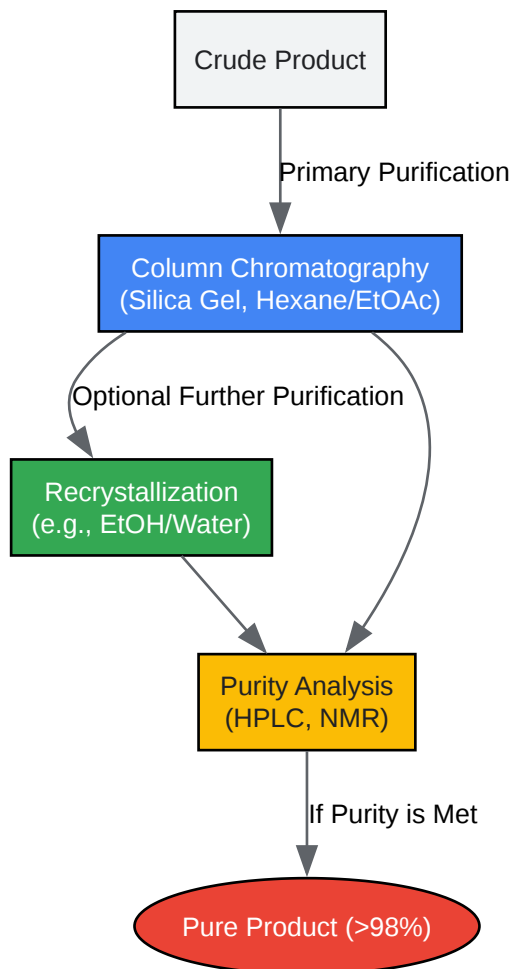 Crude Product
Primary Purification
Column Chromatography
(Silica Gel, Hexane/EtOAc)
Optional Further Purification
Recrystallization
(e.g., EtOH/Water)
Purity Analysis
(HPLC, NMR)
If Purity is Met
Pure Product (>98%)